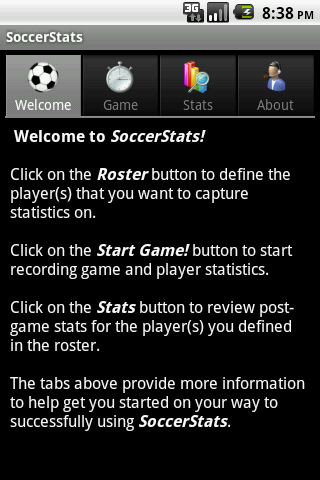 3G 8:38 PM
SoccerStats
Welcome Game Stats About
Welcome to SoccerStats!
Click on the Roster button to define the
player(s) that you want to capture
statistics on.
Click on the Start Game! button to start
recording game and player statistics.
Click on the Stats button to review post-
game stats for the player(s) you defined
in the roster.
The tabs above provide more information
to help get you started on your way to
successfully using SoccerStats.